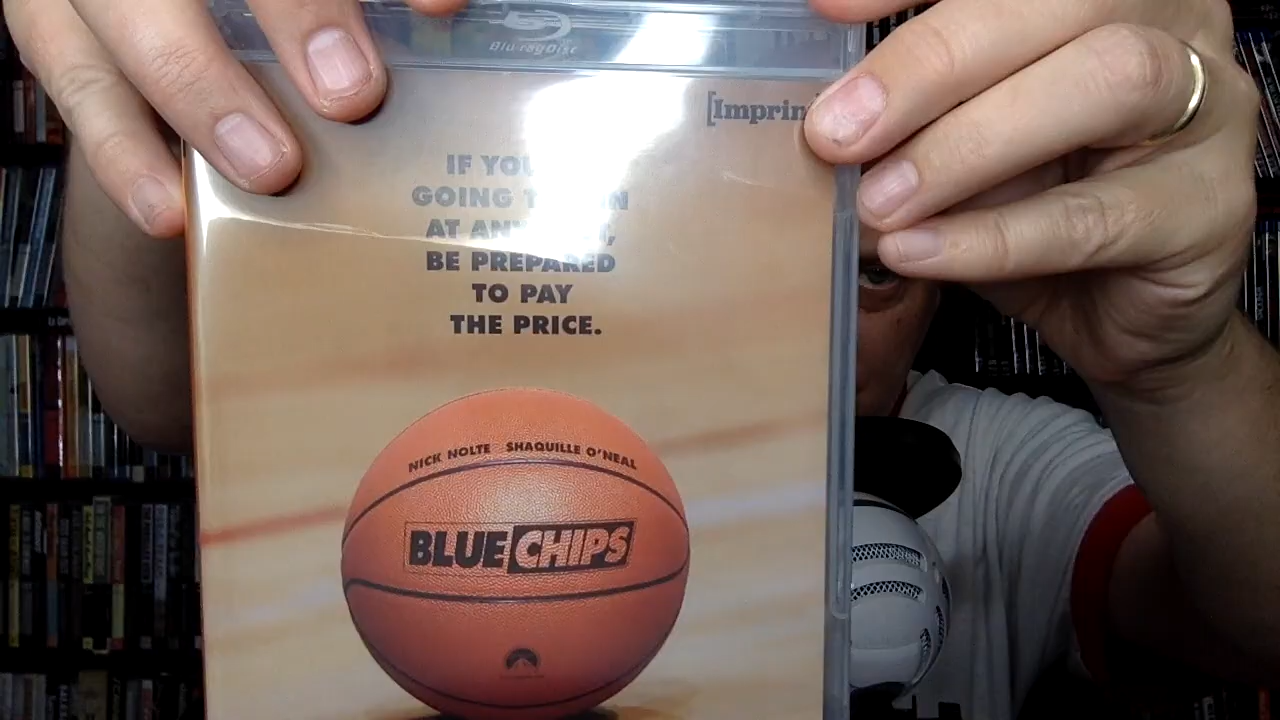 Blu-ray Disc
[Imprin
IF YOU
GOING
AT ANY
BE PREPARED
TO PAY
THE PRICE.
NICK NOLTE SHAQUILLE O'NEAL
BLUE CHIPS